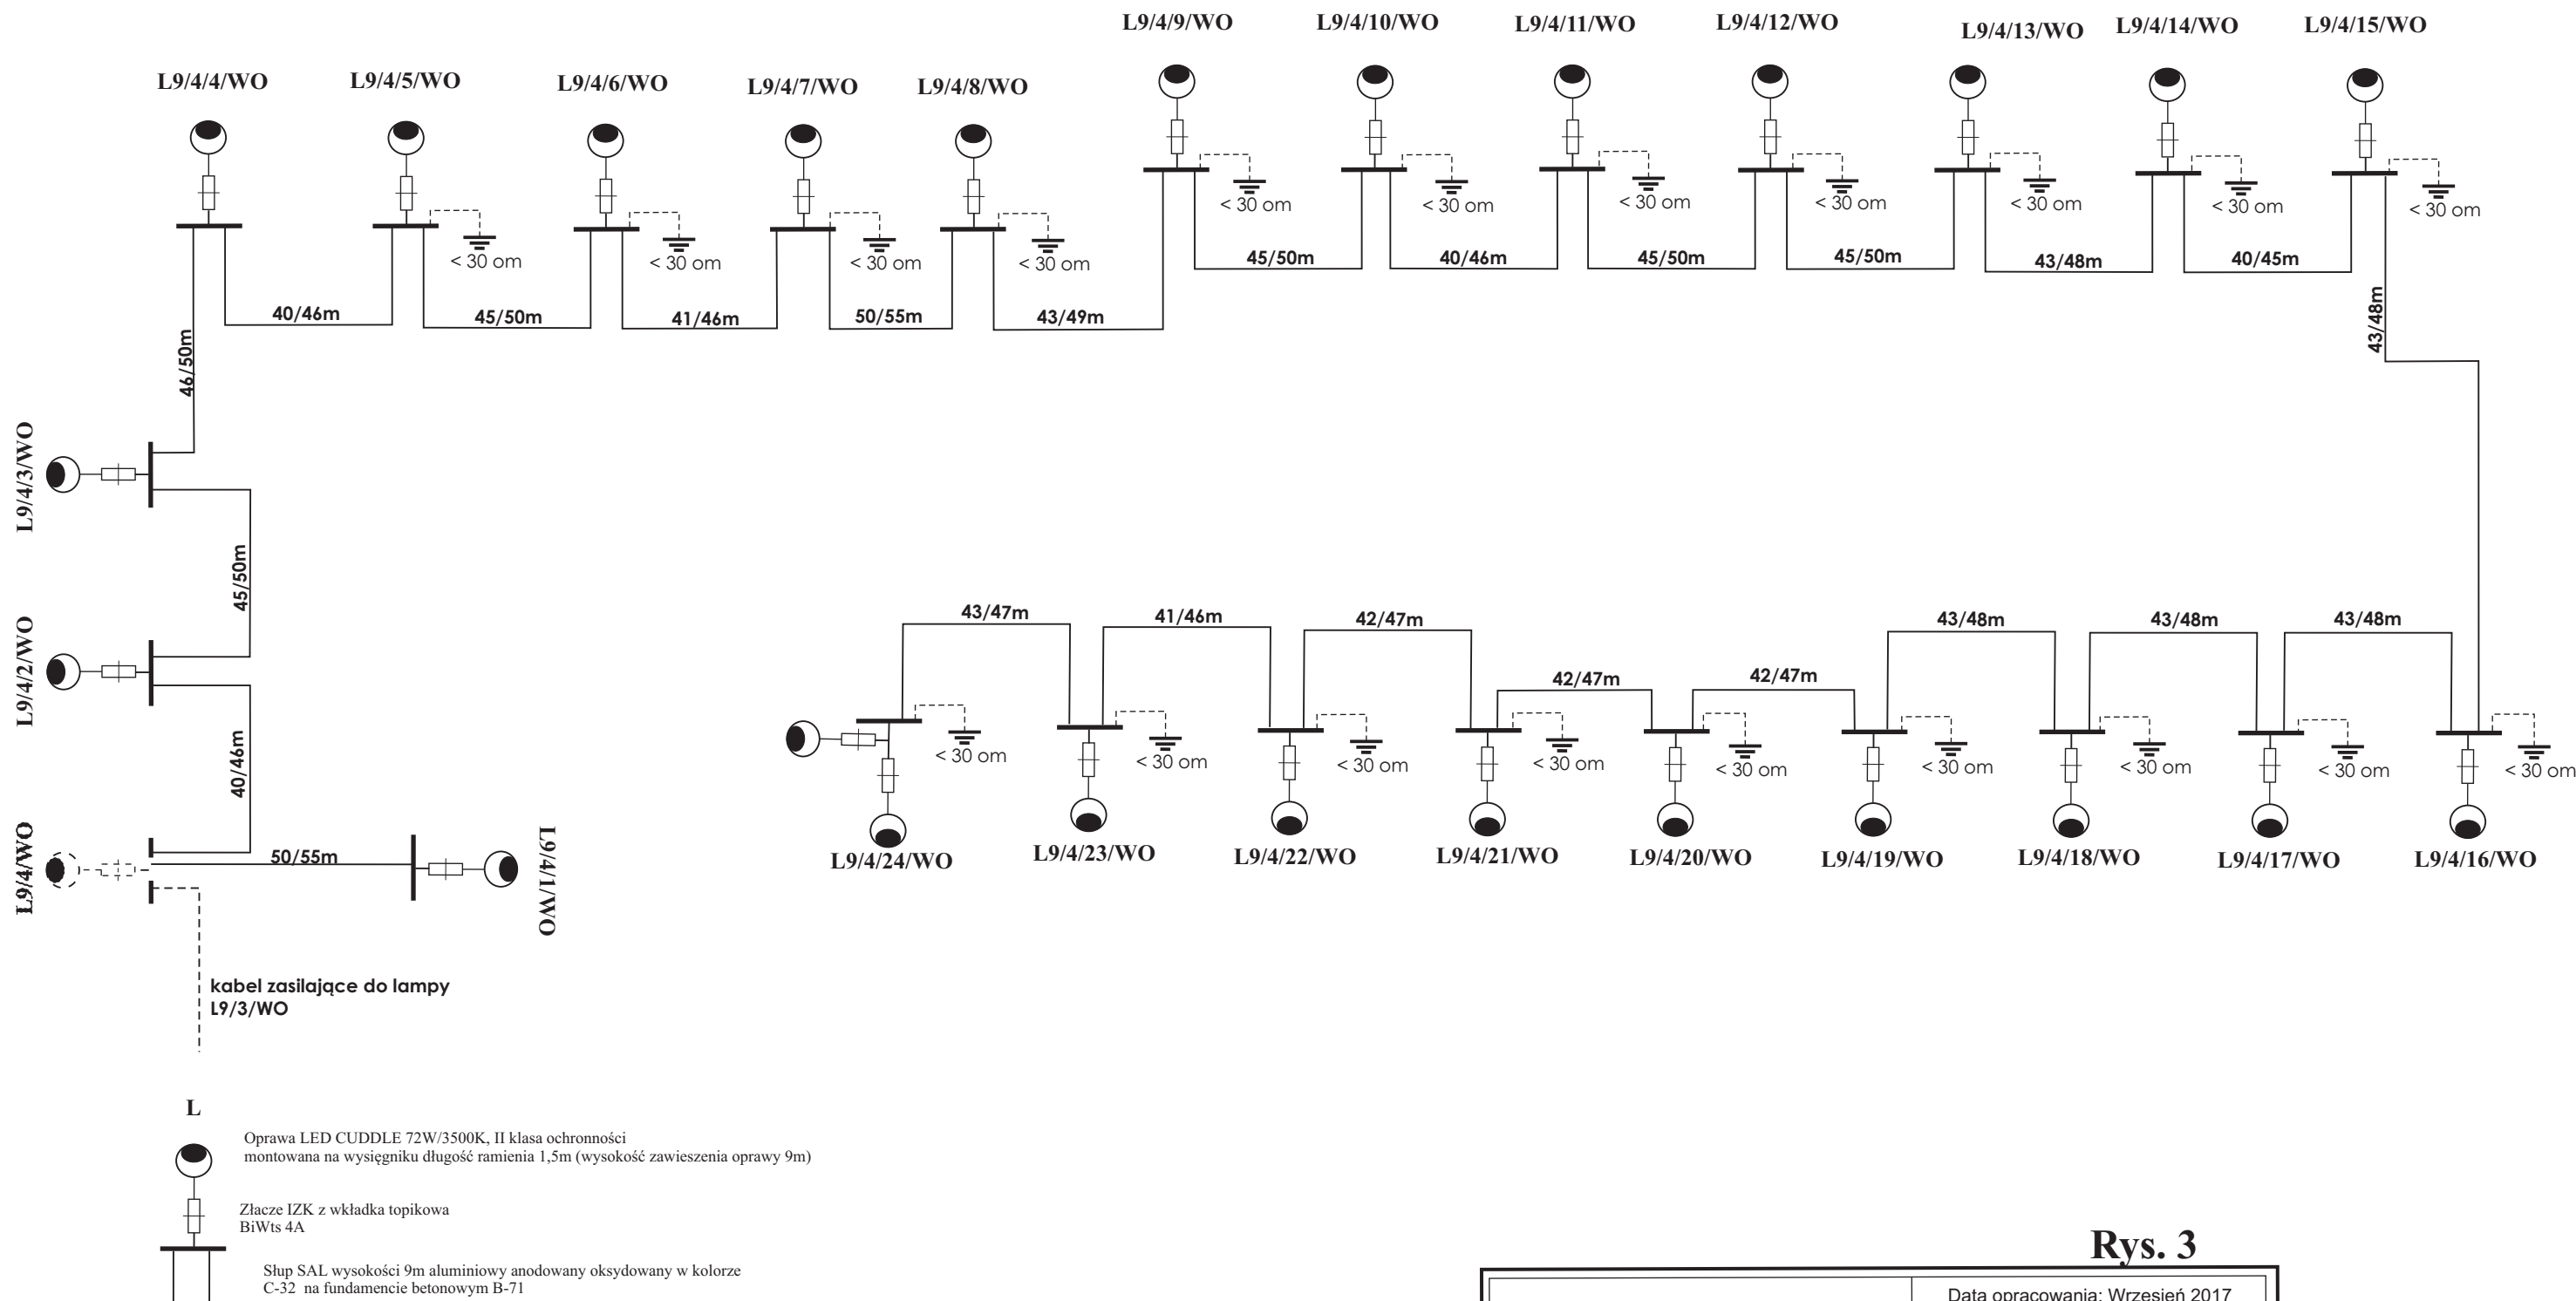 L9/4/9/WO
L9/4/10/WO
L9/4/11/WO
L9/4/12/WO
L9/4/13/WO
L9/4/14/WO
L9/4/15/WO
L9/4/4/WO
L9/4/5/WO
L9/4/6/WO
L9/4/7/WO
L9/4/8/WO
< 30 om
< 30 om
< 30 om
< 30 om
< 30 om
< 30 om
< 30 om
< 30 om
< 30 om
< 30 om
< 30 om
45/50m
40/46m
45/50m
45/50m
43/48m
40/45m
40/46m
45/50m
41/46m
50/55m
43/49m
43/48m
46/50m
L9/4/3/WO
45/50m
L9/4/2/WO
40/46m
43/47m
41/46m
42/47m
42/47m
42/47m
43/48m
43/48m
43/48m
< 30 om
< 30 om
< 30 om
< 30 om
< 30 om
< 30 om
< 30 om
< 30 om
< 30 om
L9/4/WO
50/55m
L9/4/1/WO
L9/4/24/WO
L9/4/23/WO
L9/4/22/WO
L9/4/21/WO
L9/4/20/WO
L9/4/19/WO
L9/4/18/WO
L9/4/17/WO
L9/4/16/WO
kabel zasilające do lampy
L9/3/WO
L
Oprawa LED CUDDLE 72W/3500K, II klasa ochronności
montowana na wysięgniku długość ramienia 1,5m (wysokość zawieszenia oprawy 9m)
Złacze IZK z wkładka topikowa
BiWts 4A
Słup SAL wysokości 9m aluminiowy anodowany oksydowany w kolorze
C-32 na fundamencie betonowym B-71
Rys. 3
Data opracowania: Wrzesień 2017